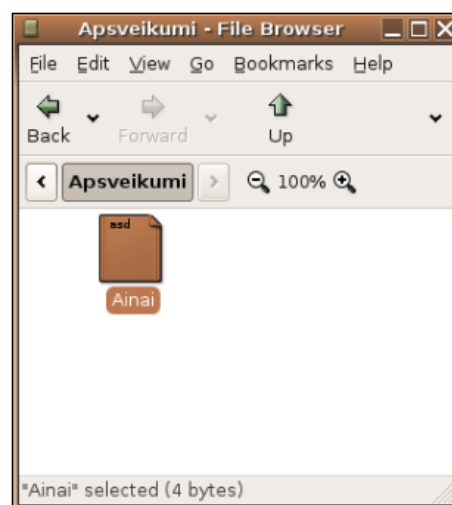 Apsveikumi - File Browser
File Edit View Go Bookmarks Help
Back Forward Up
Apsveikumi 100%
asd
Ainai
"Ainai" selected (4 bytes)